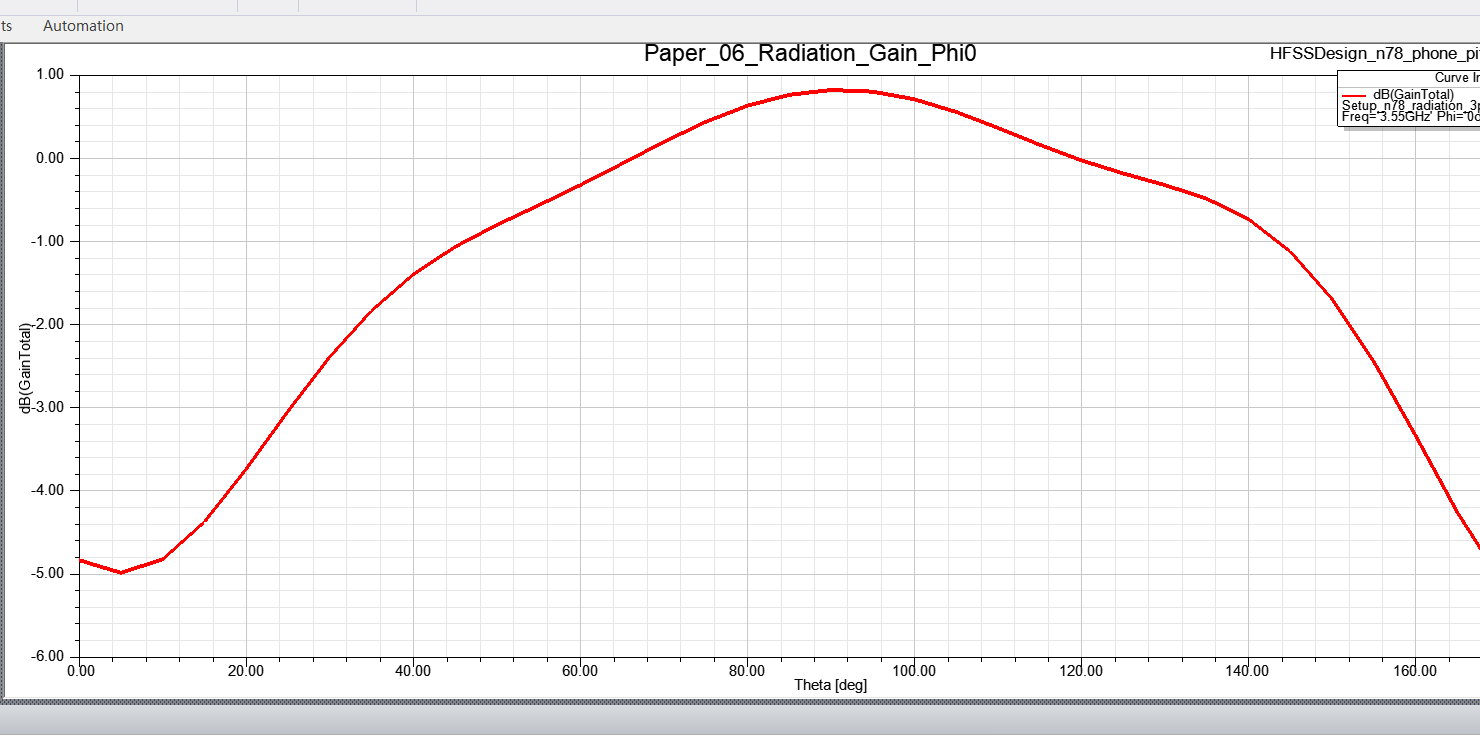 ts Automation
Paper_06_Radiation_Gain_Phi0
HFSSDesign_n78_phone_pi
Curve In
dB(GainTotal)
Setup_n78_radiation_3p
Freq='3.55GHz' Phi='0d
1.00
0.00
-1.00
-2.00
-3.00
-4.00
-5.00
-6.00
dB(GainTotal)
0.00 20.00 40.00 60.00 80.00 100.00 120.00 140.00 160.00
Theta [deg]